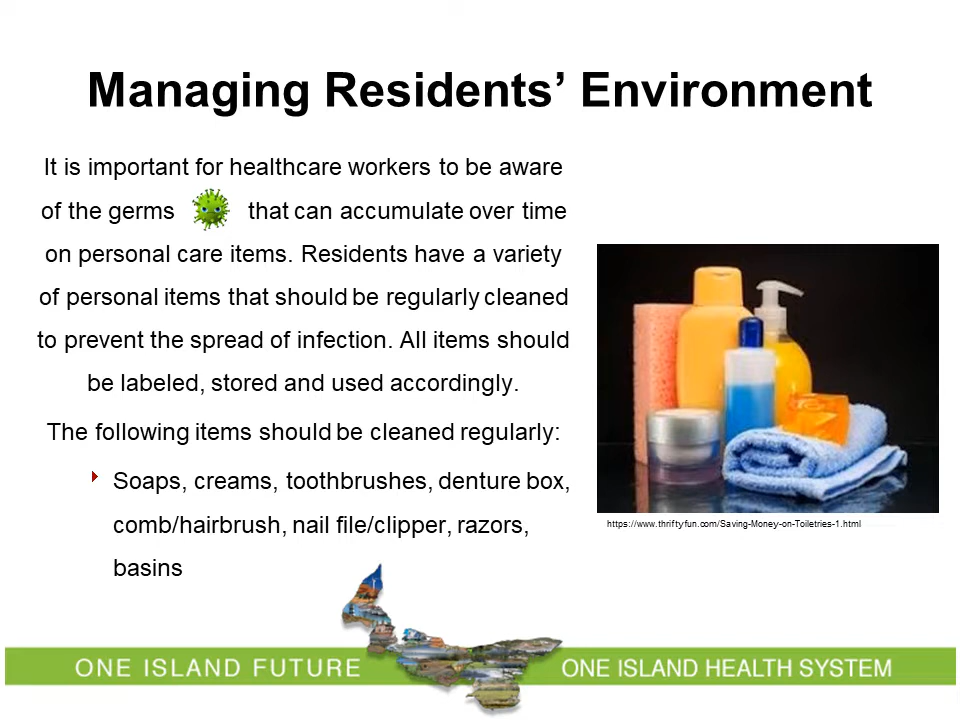 Managing Residents’ Environment
It is important for healthcare workers to be aware
of the germs that can accumulate over time
on personal care items. Residents have a variety
of personal items that should be regularly cleaned
to prevent the spread of infection. All items should
be labeled, stored and used accordingly.
The following items should be cleaned regularly:
Soaps, creams, toothbrushes, denture box,
comb/hairbrush, nail file/clipper, razors,
basins
https://www.thriftyfun.com/Saving-Money-on-Toiletries-1.html
ONE ISLAND FUTURE
ONE ISLAND HEALTH SYSTEM